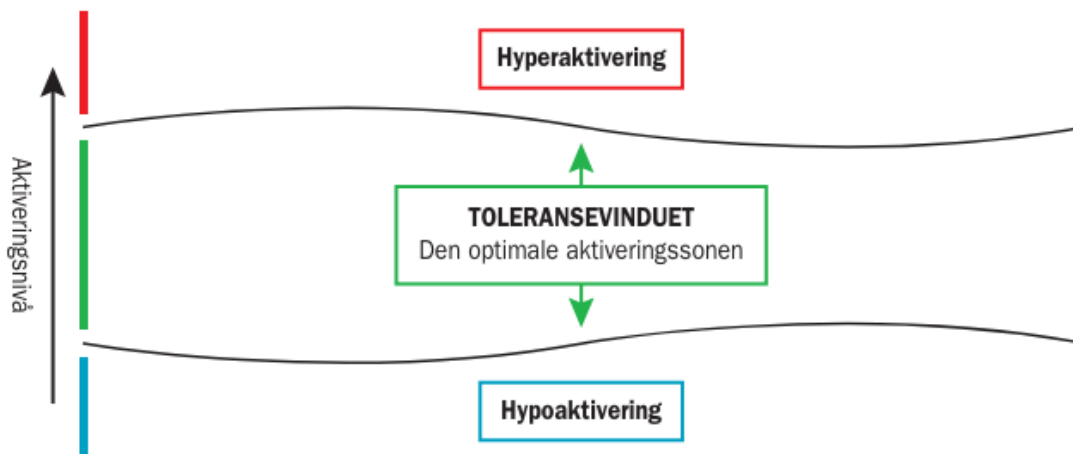 Hyperaktivering
Aktiveringsnivå
TOLERANSEVINDUET
Den optimale aktiveringssonen
Hypoaktivering